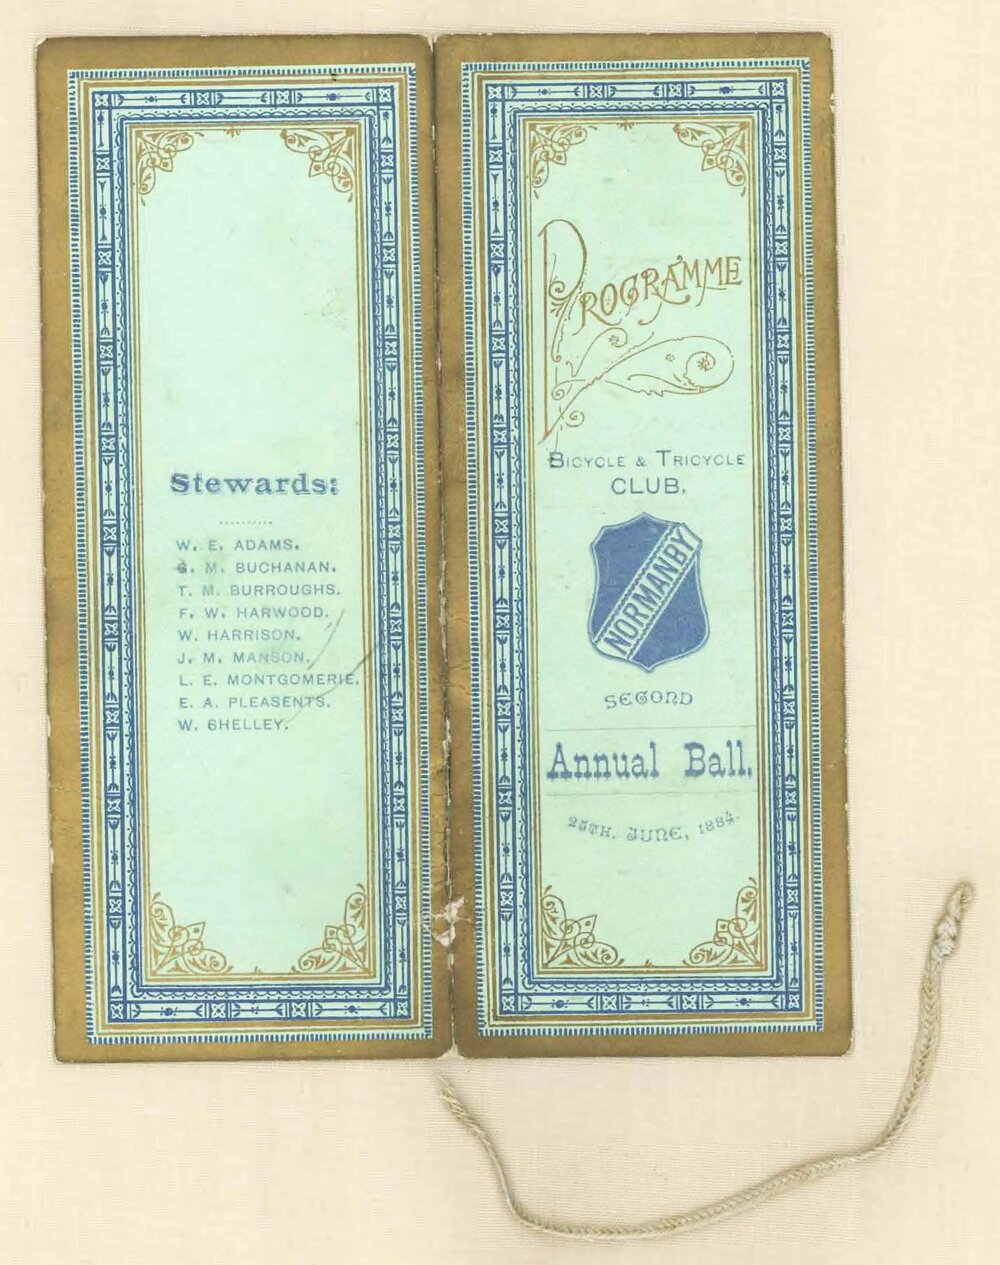 Stewards:
W. E. ADAMS.
G. M. BUCHANAN.
T. M. BURROUGHS.
F. W. HARWOOD.
W. HARRISON.
J. M. MANSON.
L. E. MONTGOMERIE.
E. A. PLEASENTS.
W. SHELLEY.
PROGRAMME
BICYCLE & TRICYCLE
CLUB.
NORMANBY
SECOND
Annual Ball.
25TH. JUNE, 1884.